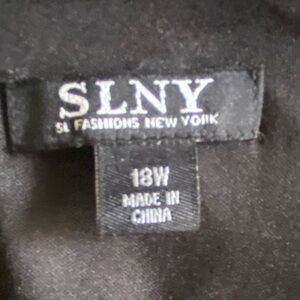 SLNY
SL FASHIONS NEW YORK
18W
MADE IN
CHINA